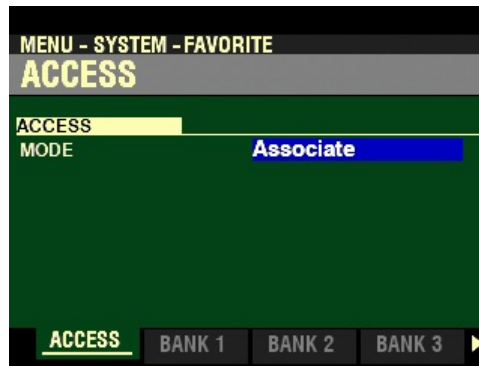 MENU - SYSTEM - FAVORITE
ACCESS
ACCESS
MODE Associate
ACCESS BANK 1 BANK 2 BANK 3